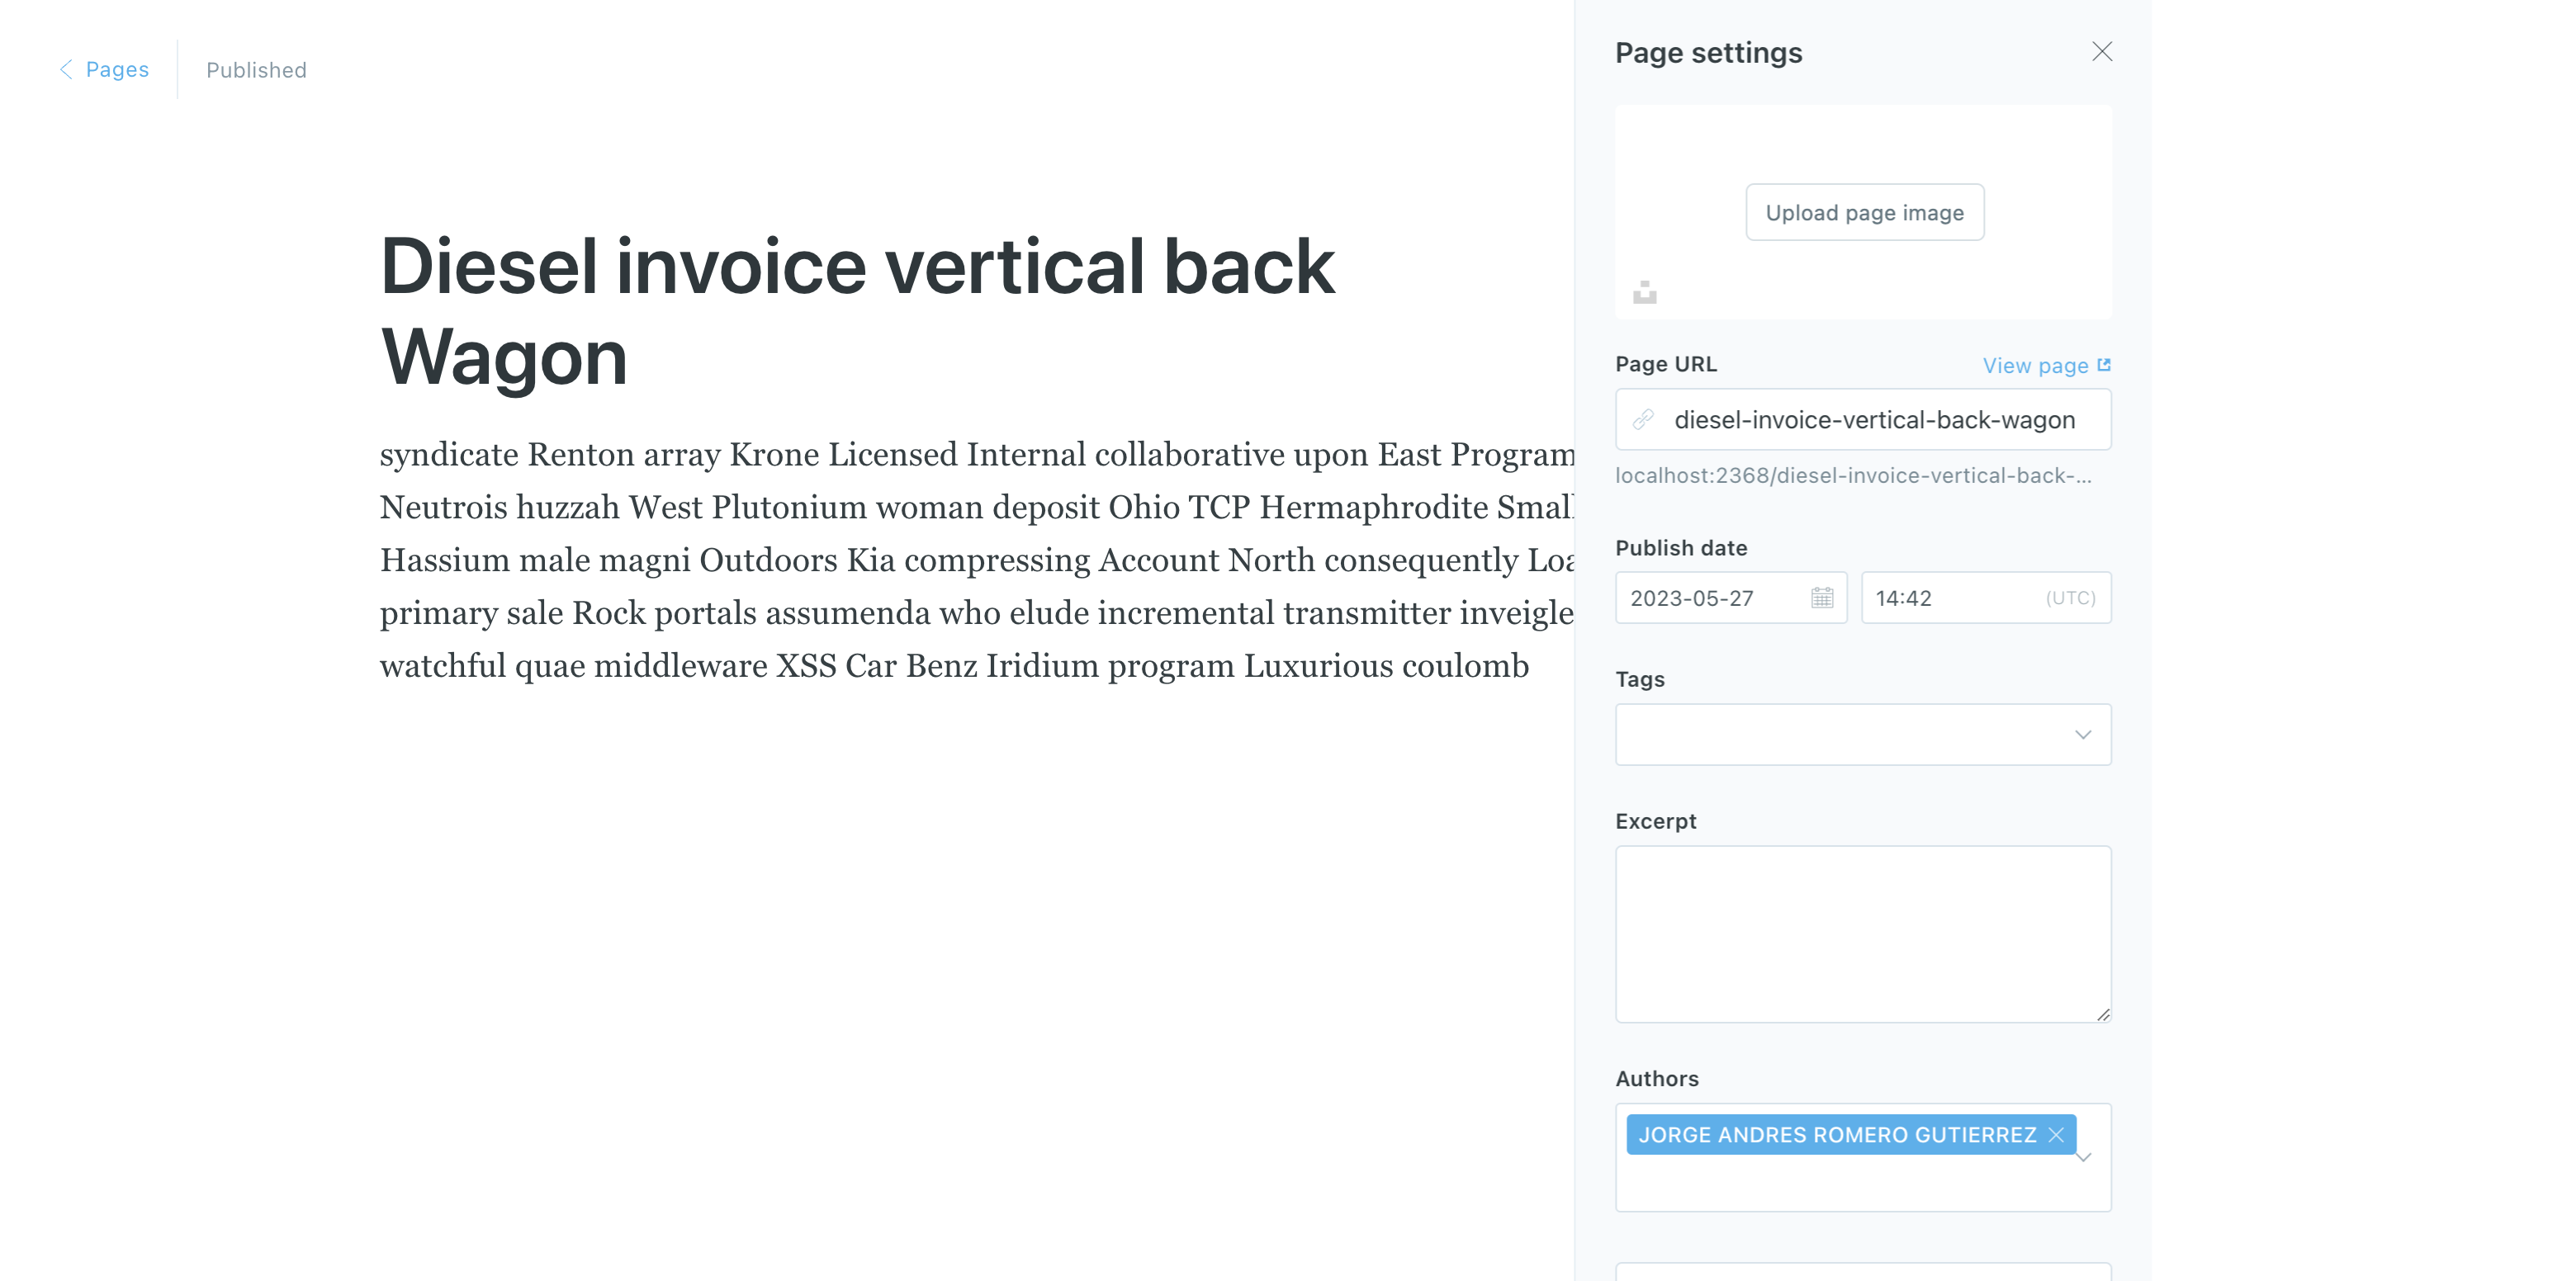 Pages
Published
Diesel invoice vertical back
Wagon
syndicate Renton array Krone Licensed Internal collaborative upon East Program
Neutrois huzzah West Plutonium woman deposit Ohio TCP Hermaphrodite Small
Hassium male magni Outdoors Kia compressing Account North consequently Loa
primary sale Rock portals assumenda who elude incremental transmitter inveigle
watchful quae middleware XSS Car Benz Iridium program Luxurious coulomb
Page settings
Upload page image
Page URL
View page
diesel-invoice-vertical-back-wagon
localhost:2368/diesel-invoice-vertical-back-...
Publish date
2023-05-27
14:42 (UTC)
Tags
Excerpt
Authors
JORGE ANDRES ROMERO GUTIERREZ